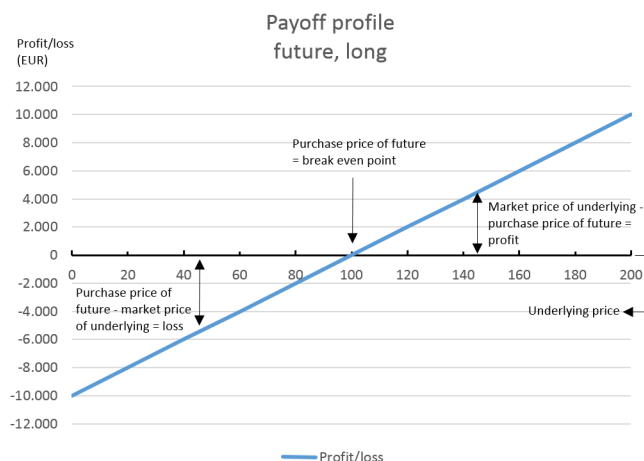 Payoff profile
future, long
Profit/loss
(EUR)
12.000
10.000
8.000
6.000
4.000
2.000
0
-2.000
-4.000
-6.000
-8.000
-10.000
-12.000
Purchase price of future
= break even point
Market price of underlying -
purchase price of future =
profit
0 20 40 60 80 100 120 140 160 180 200
Purchase price of
future - market price
of underlying = loss
Underlying price
Profit/loss